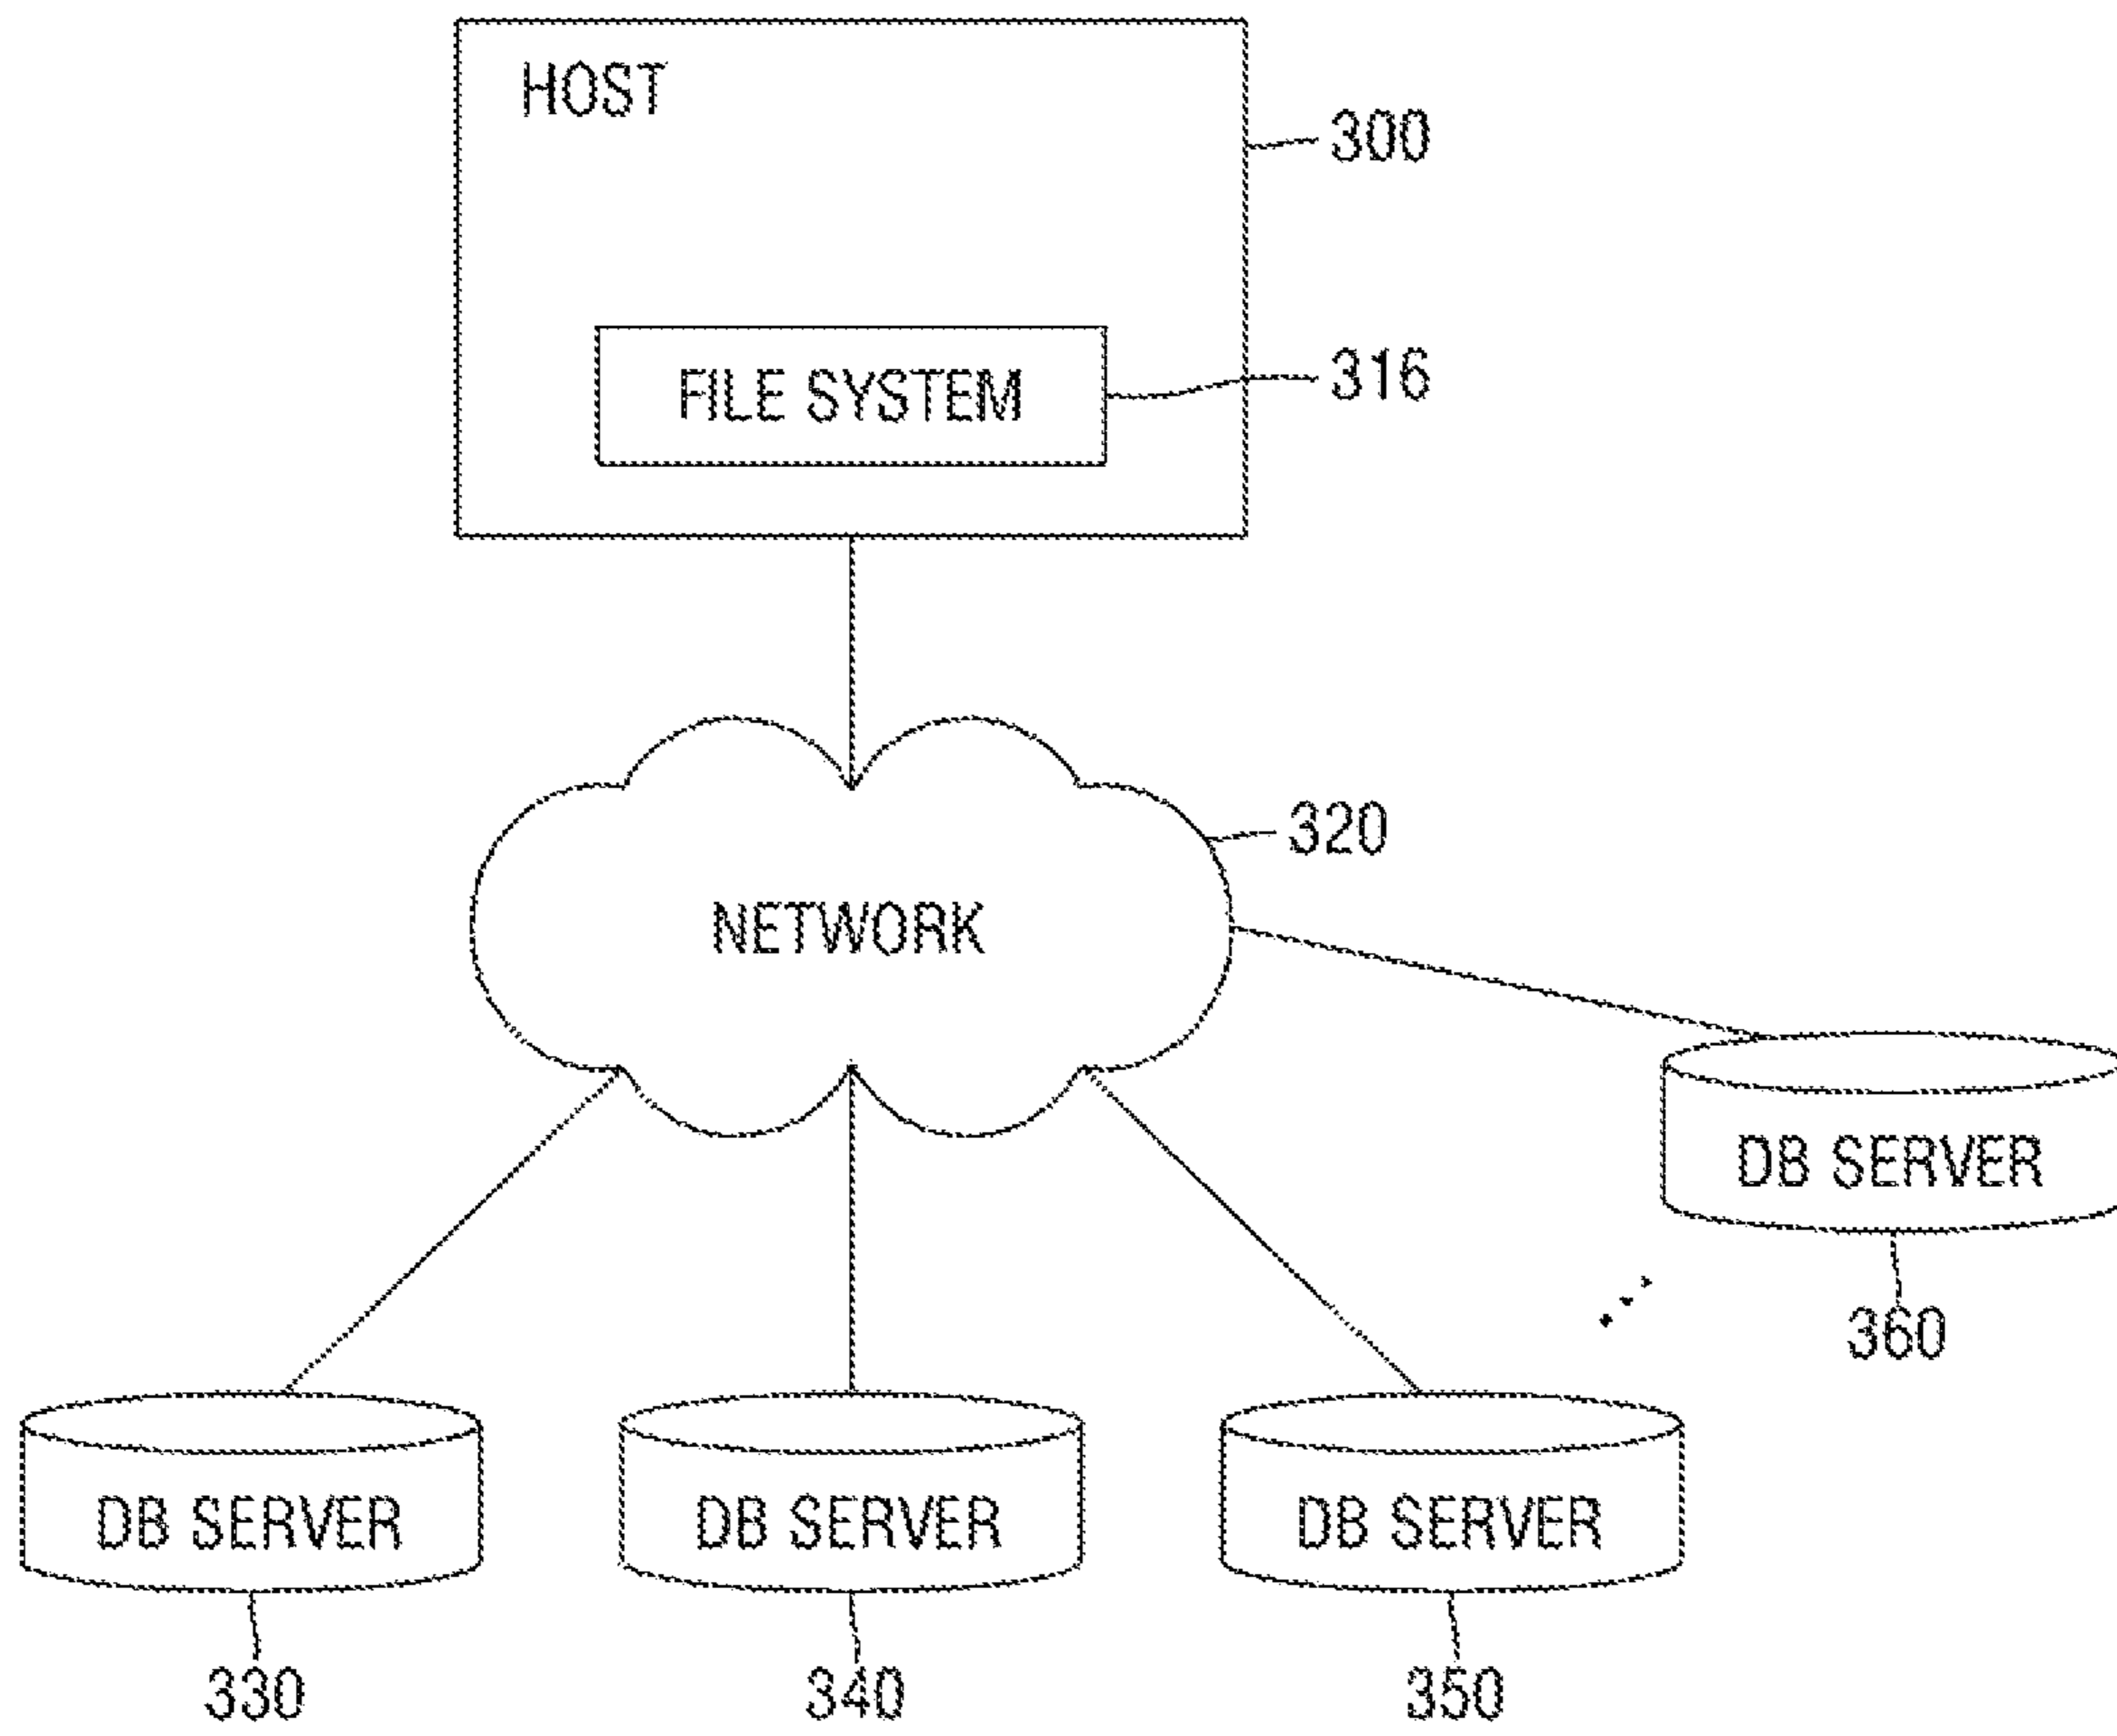 HOST
300
FILE SYSTEM
316
320
NETWORK
DB SERVER
360
DB SERVER
DB SERVER
DB SERVER
330
340
350